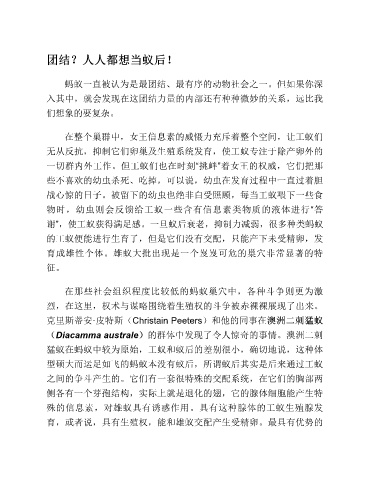 团结？人人都想当蚁后！
蚂蚁一直被认为是最团结、最有序的动物社会之一。但如果你深
入其中，就会发现在这团结力量的内部还有种种微妙的关系，远比我
们想象的要复杂。
在整个巢群中，女王信息素的威慑力充斥着整个空间，让工蚁们
无从反抗，抑制它们卵巢及生殖系统发育，使工蚁专注于除产卵外的
一切群内外工作。但工蚁们也在时刻“挑衅”着女王的权威，它们把那
些不喜欢的幼虫杀死、吃掉。可以说，幼虫在发育过程中一直过着胆
战心惊的日子。被留下的幼虫也绝非白受照顾，每当工蚁喂下一些食
物时，幼虫则会反馈给工蚁一些含有信息素类物质的液体进行“答
谢”，使工蚁获得满足感。一旦蚁后衰老，抑制力减弱，很多种类蚂蚁
的工蚁便能进行生育了，但是它们没有交配，只能产下未受精卵，发
育成雄性个体。雄蚁大批出现是一个岌岌可危的巢穴非常显著的特
征。
在那些社会组织程度比较低的蚂蚁巢穴中，各种斗争则更为激
烈，在这里，权术与谋略围绕着生殖权的斗争被赤裸裸展现了出来。
克里斯蒂安·皮特斯（Christain Peeters）和他的同事在澳洲二刺猛蚁
（Diacamma australe）的群体中发现了令人惊奇的事情。澳洲二刺
猛蚁在蚂蚁中较为原始，工蚁和蚁后的差别很小，确切地说，这种体
型硕大而运足如飞的蚂蚁本没有蚁后，所谓蚁后其实是后来通过工蚁
之间的争斗产生的。它们有一套很特殊的交配系统，在它们的胸部两
侧各有一个芽孢结构，实际上就是退化的翅，它的腺体细胞能产生特
殊的信息素，对雄蚁具有诱惑作用。具有这种腺体的工蚁生殖腺发
育，或者说，具有生殖权，能和雄蚁交配产生受精卵。最具有优势的